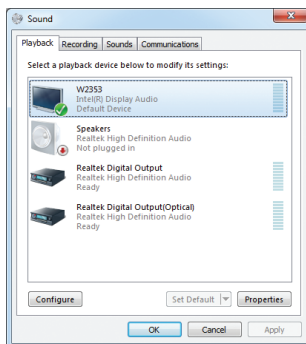 Sound
Playback
Recording
Sounds
Communications
Select a playback device below to modify its settings:
W2353
Intel(R) Display Audio
Default Device
Speakers
Realtek High Definition Audio
Not plugged in
Realtek Digital Output
Realtek High Definition Audio
Ready
Realtek Digital Output(Optical)
Realtek High Definition Audio
Ready
Configure
Set Default
Properties
OK
Cancel
Apply